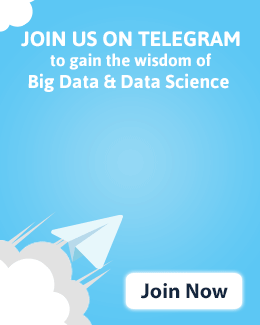 JOIN US ON TELEGRAM
to gain the wisdom of
Big Data & Data Science
Join Now